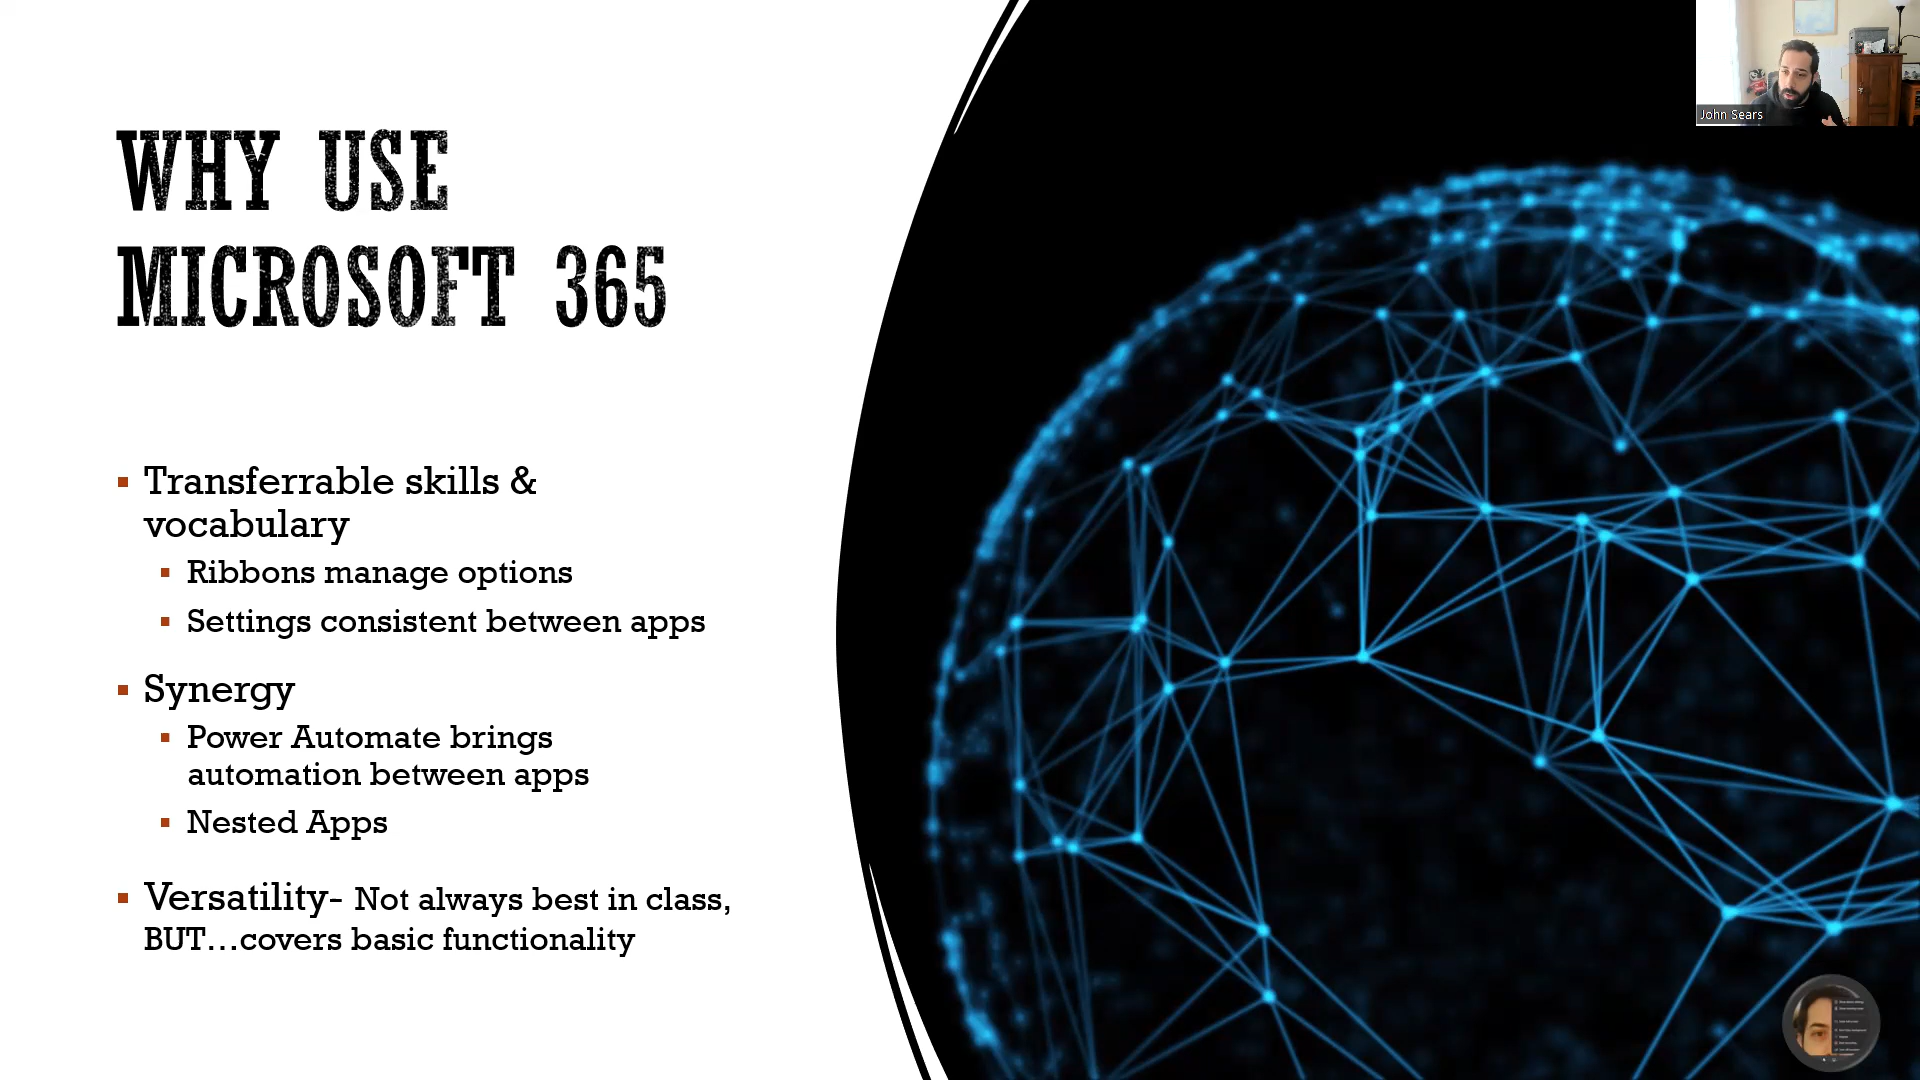 John Sears
WHY USE
MICROSOFT 365
Transferrable skills &
vocabulary
Ribbons manage options
Settings consistent between apps
Synergy
Power Automate brings
automation between apps
Nested Apps
Versatility- Not always best in class,
BUT...covers basic functionality